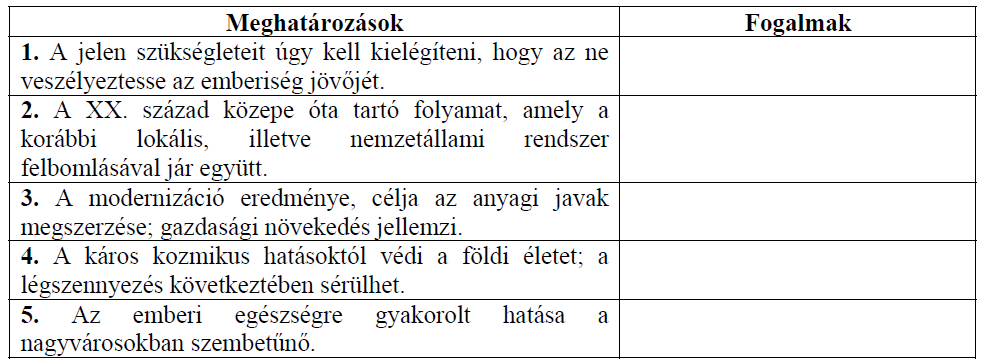 Meghatározások Fogalmak
1. A jelen szükségleteit úgy kell kielégíteni, hogy az ne
veszélyeztesse az emberiség jövőjét.
2. A XX. század közepe óta tartó folyamat, amely a
korábbi lokális, illetve nemzetállami rendszer
felbomlásával jár együtt.
3. A modernizáció eredménye, célja az anyagi javak
megszerzése; gazdasági növekedés jellemzi.
4. A káros kozmikus hatásoktól védi a földi életet; a
légszennyezés következtében sérülhet.
5. Az emberi egészségre gyakorolt hatása a
nagyvárosokban szembetűnő.